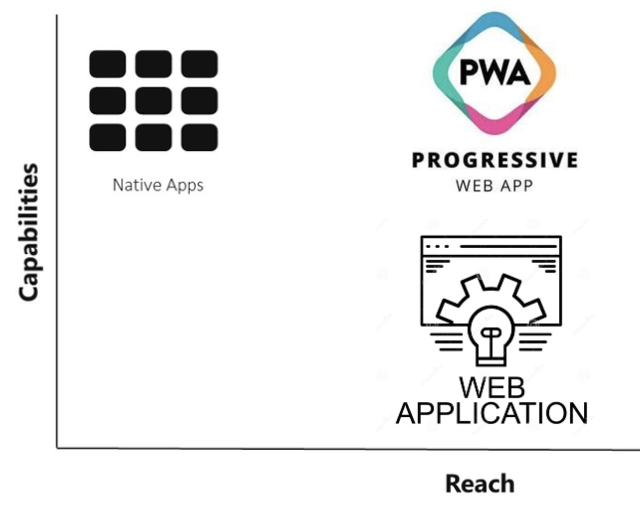 PWA
PROGRESSIVE
WEB APP
Native Apps
Capabilities
WEB
APPLICATION
Reach